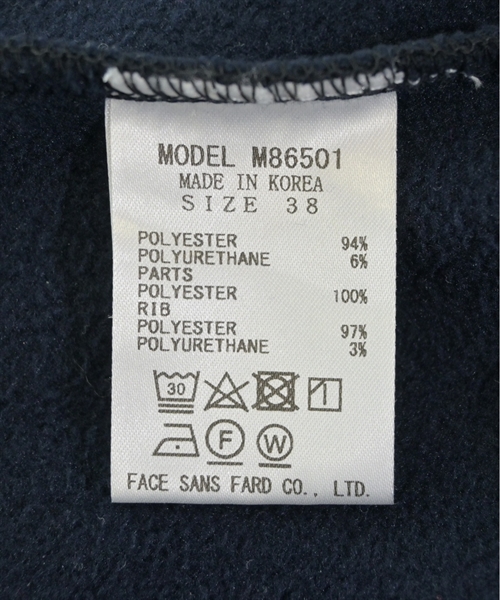 MODEL M86501
MADE IN KOREA
SIZE 38
POLYESTER 94%
POLYURETHANE 6%
PARTS
POLYESTER 100%
RIB
POLYESTER 97%
POLYURETHANE 3%
30 1
F W
FACE SANS FARD CO., LTD.